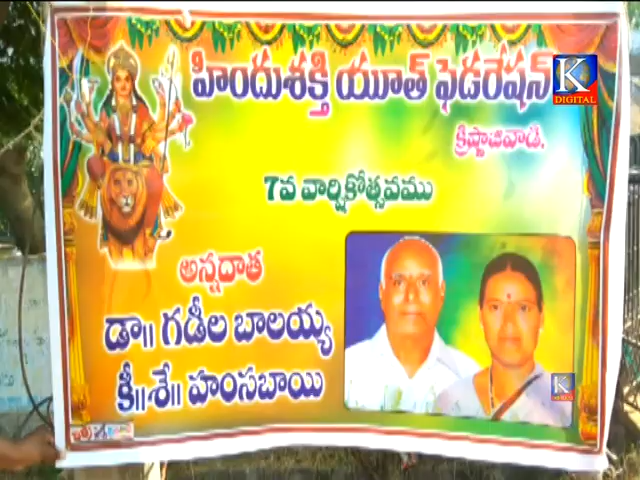 హిందుశక్తి యూత్ ఫెడరేషన్
K
DIGITAL
క్రిష్ణాజివాడి.
7వ వార్షికోత్సవము
అన్నదాత
డా॥ గడీల బాలయ్య
కీ॥శే॥ హంసబాయి
K